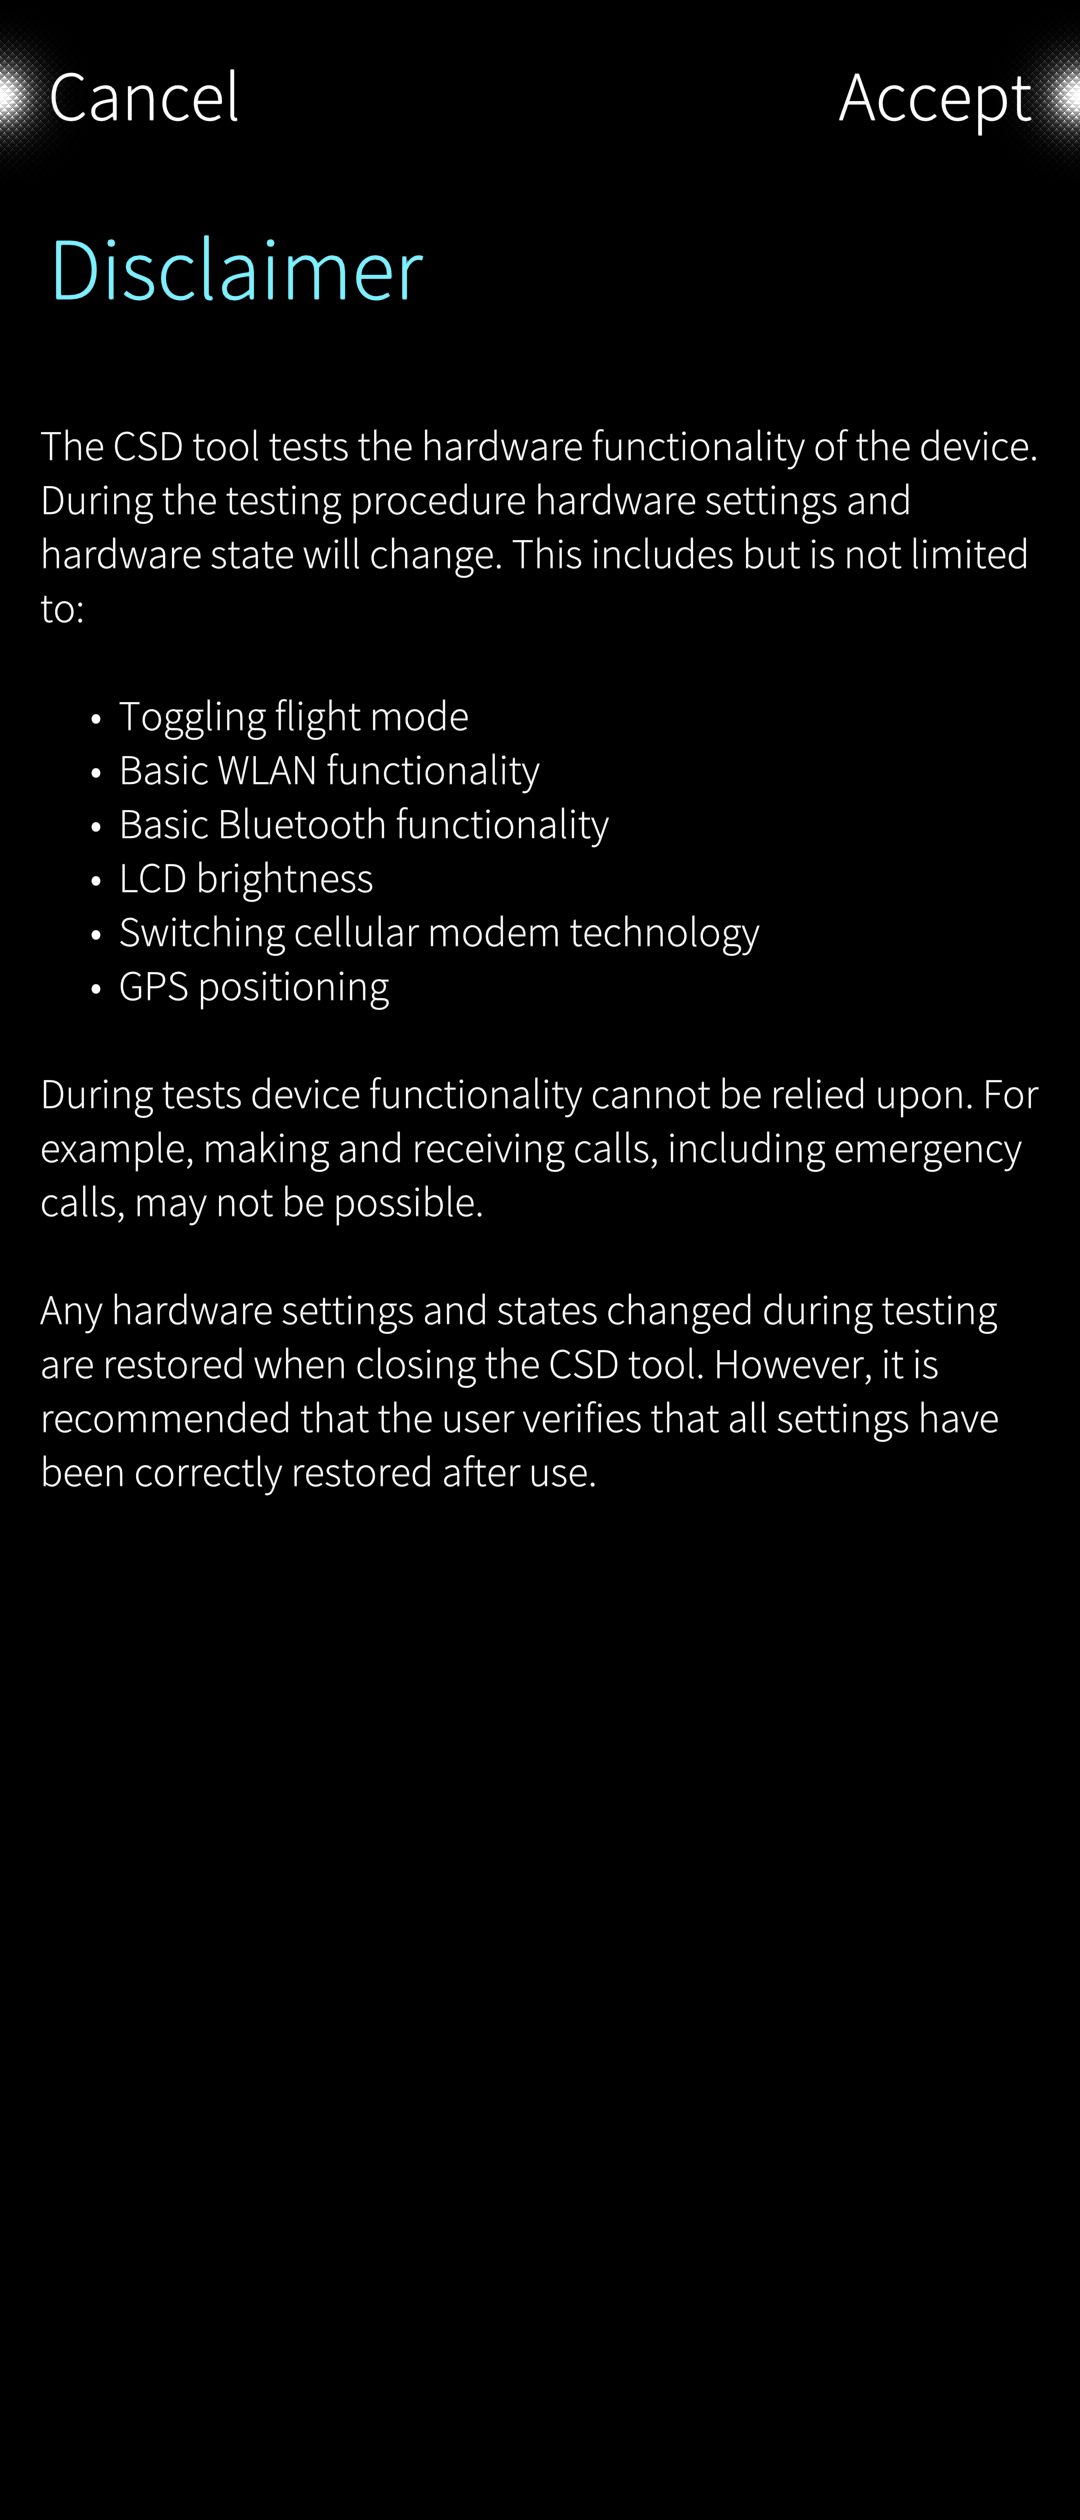 Cancel
Accept
Disclaimer
The CSD tool tests the hardware functionality of the device.
During the testing procedure hardware settings and
hardware state will change. This includes but is not limited
to:
• Toggling flight mode
• Basic WLAN functionality
• Basic Bluetooth functionality
• LCD brightness
• Switching cellular modem technology
• GPS positioning
During tests device functionality cannot be relied upon. For
example, making and receiving calls, including emergency
calls, may not be possible.
Any hardware settings and states changed during testing
are restored when closing the CSD tool. However, it is
recommended that the user verifies that all settings have
been correctly restored after use.